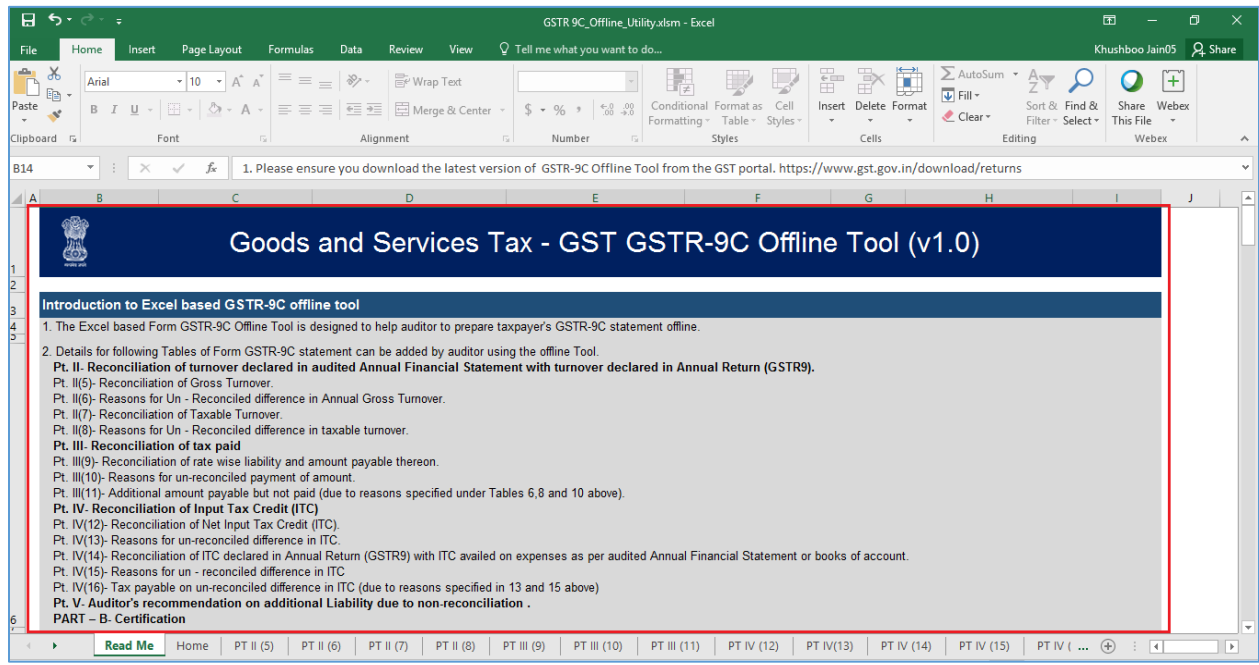 GSTR 9C_Offline_Utility.xlsm - Excel
File Home Insert Page Layout Formulas Data Review View Tell me what you want to do... Khushboo Jain05 Share
Arial 10 Wrap Text AutoSum
Paste Merge & Center Conditional Formatting Format as Table Cell Styles Insert Delete Format Fill Clear Sort & Filter Find & Select Share This File Webex
Clipboard Font Alignment Number Styles Cells Editing Webex
B14 1. Please ensure you download the latest version of GSTR-9C Offline Tool from the GST portal. https://www.gst.gov.in/download/returns
A B C D E F G H I J
1
Goods and Services Tax - GST GSTR-9C Offline Tool (v1.0)
2
3 Introduction to Excel based GSTR-9C offline tool
4 1. The Excel based Form GSTR-9C Offline Tool is designed to help auditor to prepare taxpayer's GSTR-9C statement offline.
5
2. Details for following Tables of Form GSTR-9C statement can be added by auditor using the offline Tool.
Pt. II- Reconciliation of turnover declared in audited Annual Financial Statement with turnover declared in Annual Return (GSTR9).
Pt. II(5)- Reconciliation of Gross Turnover.
Pt. II(6)- Reasons for Un - Reconciled difference in Annual Gross Turnover.
Pt. II(7)- Reconciliation of Taxable Turnover.
Pt. II(8)- Reasons for Un - Reconciled difference in taxable turnover.
Pt. III- Reconciliation of tax paid
Pt. III(9)- Reconciliation of rate wise liability and amount payable thereon.
Pt. III(10)- Reasons for un-reconciled payment of amount.
Pt. III(11)- Additional amount payable but not paid (due to reasons specified under Tables 6,8 and 10 above).
Pt. IV- Reconciliation of Input Tax Credit (ITC)
Pt. IV(12)- Reconciliation of Net Input Tax Credit (ITC).
Pt. IV(13)- Reasons for un-reconciled difference in ITC.
Pt. IV(14)- Reconciliation of ITC declared in Annual Return (GSTR9) with ITC availed on expenses as per audited Annual Financial Statement or books of account.
Pt. IV(15)- Reasons for un - reconciled difference in ITC
Pt. IV(16)- Tax payable on un-reconciled difference in ITC (due to reasons specified in 13 and 15 above)
Pt. V- Auditor's recommendation on additional Liability due to non-reconciliation .
6 PART – B- Certification
Read Me Home PT II (5) PT II (6) PT II (7) PT II (8) PT III (9) PT III (10) PT III (11) PT IV (12) PT IV(13) PT IV (14) PT IV (15) PT IV ( ...